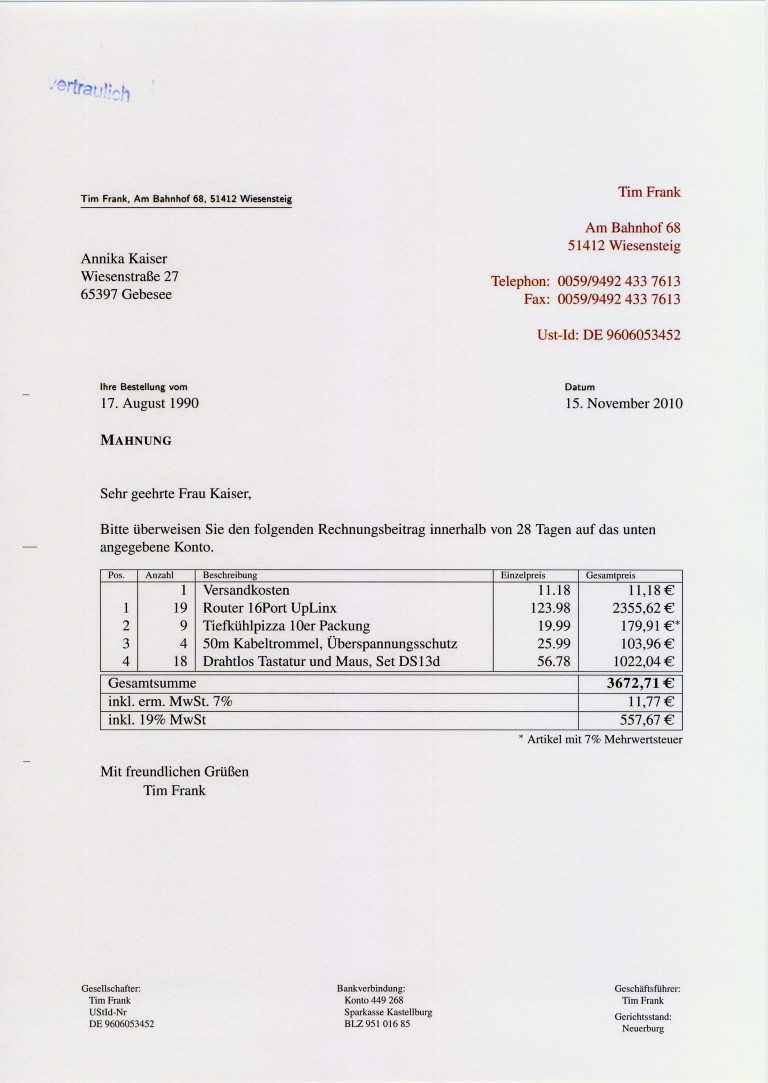 vertraulich
Tim Frank
Tim Frank, Am Bahnhof 68, 51412 Wiesensteig
Am Bahnhof 68
51412 Wiesensteig
Annika Kaiser
Wiesenstraße 27
65397 Gebesee
Telephon: 0059/9492 433 7613
Fax: 0059/9492 433 7613
Ust-Id: DE 9606053452
Ihre Bestellung vom Datum
17. August 1990 15. November 2010
MAHNUNG
Sehr geehrte Frau Kaiser,
Bitte überweisen Sie den folgenden Rechnungsbeitrag innerhalb von 28 Tagen auf das unten
angegebene Konto.
Pos. Anzahl Beschreibung Einzelpreis Gesamtpreis
1 Versandkosten 11.18 11,18 €
1 19 Router 16Port UpLinx 123.98 2355,62 €
2 9 Tiefkühlpizza 10er Packung 19.99 179,91 €*
3 4 50m Kabeltrommel, Überspannungsschutz 25.99 103,96 €
4 18 Drahtlos Tastatur und Maus, Set DS13d 56.78 1022,04 €
Gesamtsumme 3672,71 €
inkl. erm. MwSt. 7% 11,77 €
inkl. 19% MwSt 557,67 €
* Artikel mit 7% Mehrwertsteuer
Mit freundlichen Grüßen
Tim Frank
Gesellschafter:
Tim Frank
UStId-Nr
DE 9606053452
Bankverbindung:
Konto 449 268
Sparkasse Kastellburg
BLZ 951 016 85
Geschäftsführer:
Tim Frank
Gerichtsstand:
Neuerburg